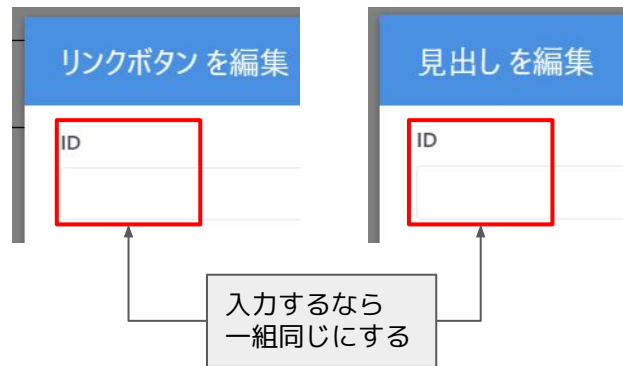 リンクボタン を編集
ID
見出し を編集
ID
入力するなら
一組同じにする